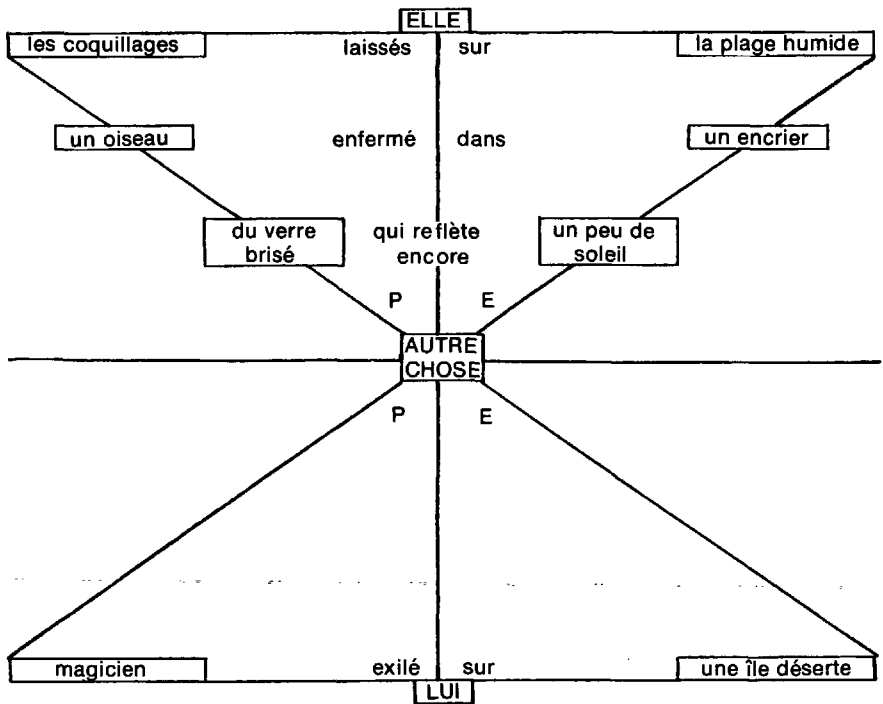 ELLE
les coquillages laissés sur la plage humide
un oiseau enfermé dans un encrier
du verre qui reflète un peu de
brisé encore soleil
P E
AUTRE
CHOSE
P E
magicien exilé sur une île déserte
LUI